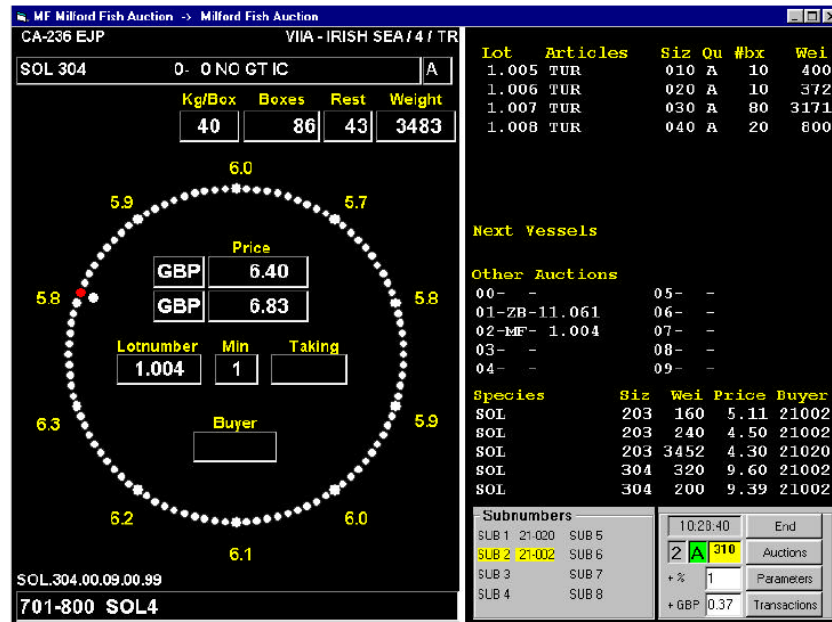 MF Milford Fish Auction -> Milford Fish Auction
CA-236 EJP VIIA - IRISH SEA / 4 / TR
SOL 304 0- 0 NO GT IC A
Kg/Box Boxes Rest Weight
40 86 43 3483
6.0
5.9 5.7
Price
GBP 6.40
5.8 5.8
GBP 6.83
Lotnumber Min Taking
1.004 1
6.3 5.9
Buyer
6.2 6.0
6.1
SOL.304.00.09.00.99
701-800 SOL4
Lot Articles Siz Qu #bx Wei
1.005 TUR 010 A 10 400
1.006 TUR 020 A 10 372
1.007 TUR 030 A 80 3171
1.008 TUR 040 A 20 800
Next Vessels
Other Auctions
00- - 05- -
01-ZB-11.061 06- -
02-MF- 1.004 07- -
03- - 08- -
04- - 09- -
Species Siz Wei Price Buyer
SOL 203 160 5.11 21002
SOL 203 240 4.50 21002
SOL 203 3452 4.30 21020
SOL 304 320 9.60 21002
SOL 304 200 9.39 21002
Subnumbers
SUB 1 21-020 SUB 5
SUB 2 21-002 SUB 6
SUB 3 SUB 7
SUB 4 SUB 8
10:28:40 End
2 A 310 Auctions
+ % 1 Parameters
+ GBP 0.37 Transactions